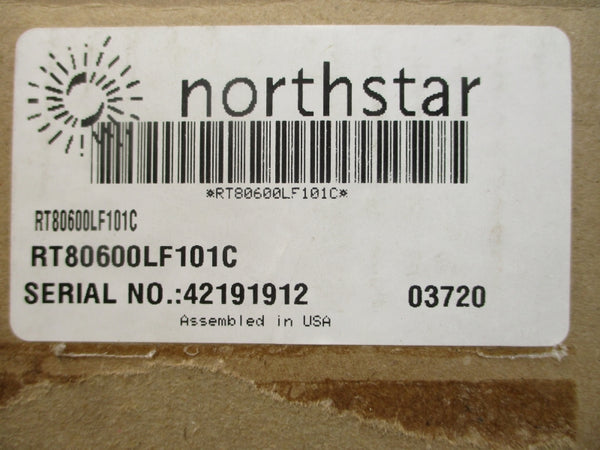 northstar
*RT80600LF101C*
RT80600LF101C
RT80600LF101C
SERIAL NO.:42191912 03720
Assembled in USA